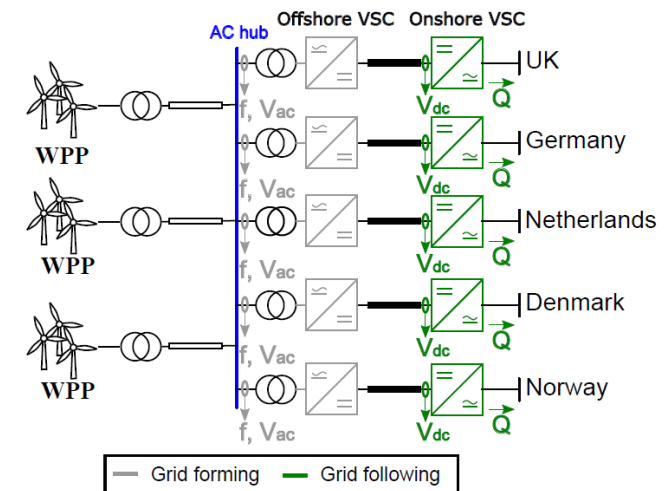 Offshore VSC Onshore VSC
AC hub
UK
f, Vac
Vdc
Q
WPP
Germany
f, Vac
Vdc
Q
Netherlands
WPP
f, Vac
Vdc
Q
Denmark
f, Vac
Vdc
Q
WPP
Norway
f, Vac
Vdc
Q
Grid forming Grid following